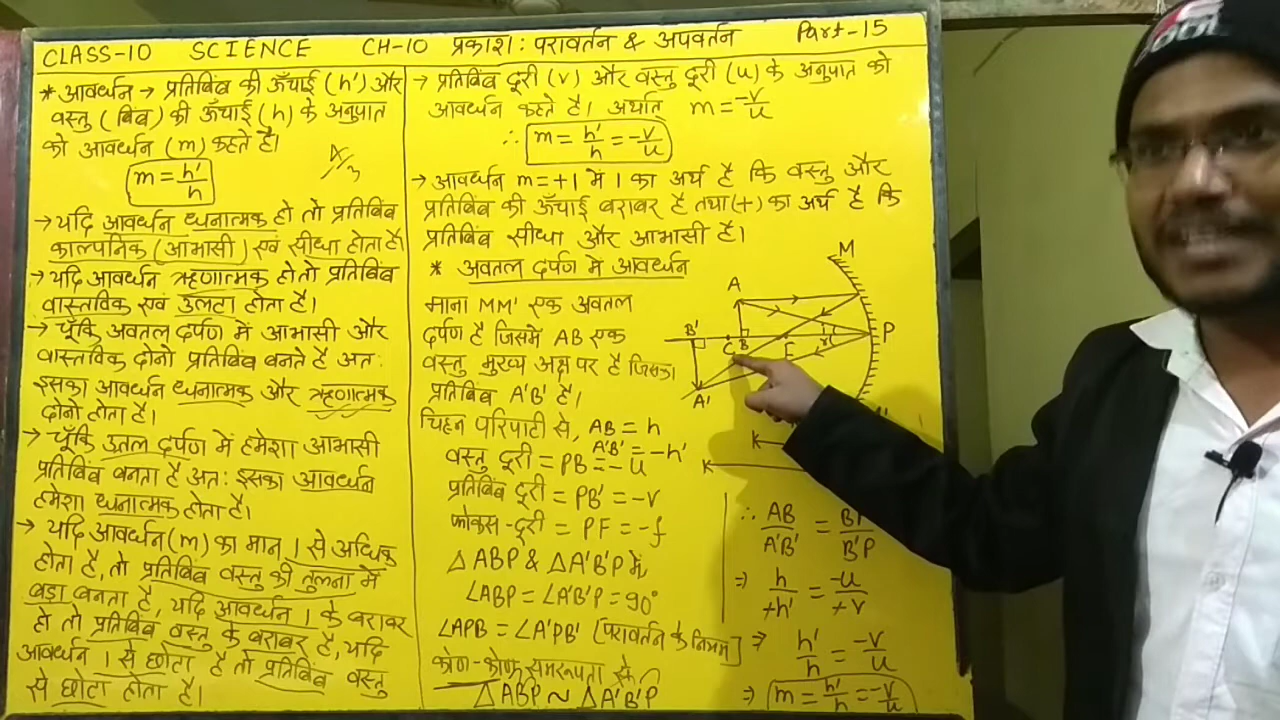 CLASS-10 SCIENCE CH-10 प्रकाश: परावर्तन & अपवर्तन Part-15
* आवर्धन → प्रतिबिंब की ऊँचाई (h') और
वस्तु (बिंब) की ऊँचाई (h) के अनुपात
को आवर्धन (m) कहते है।
m = h'/h
→ यदि आवर्धन धनात्मक हो तो प्रतिबिंब
काल्पनिक (आभासी) एवं सीधा होता है।
→ यदि आवर्धन ऋणात्मक हो तो प्रतिबिंब
वास्तविक एवं उलटा होता है।
→ चूँकि अवतल दर्पण में आभासी और
वास्तविक दोनो प्रतिबिंब बनते है अत:
इसका आवर्धन धनात्मक और ऋणात्मक
दोनो होता है।
→ चूँकि उतल दर्पण में हमेशा आभासी
प्रतिबिंब बनता है अत: इसका आवर्धन
हमेशा धनात्मक होता है।
→ यदि आवर्धन (m) का मान 1 से अधिक
होता है, तो प्रतिबिंब वस्तु की तुलना में
बड़ा बनता है, यदि आवर्धन 1 के बराबर
हो तो प्रतिबिंब वस्तु के बराबर है, यदि
आवर्धन 1 से छोटा है तो प्रतिबिंब वस्तु
से छोटा होता है।
→ प्रतिबिंब दूरी (v) और वस्तु दूरी (u) के अनुपात को
आवर्धन कहते है। अर्थात् m = -v/u
∴ m = h'/h = -v/u
→ आवर्धन m = +1 में 1 का अर्थ है कि वस्तु और
प्रतिबिंब की ऊँचाई बराबर है तथा (+) का अर्थ है कि
प्रतिबिंब सीधा और आभासी है।
* अवतल दर्पण में आवर्धन
माना MM' एक अवतल
दर्पण है जिसमें AB एक
वस्तु मुख्य अक्ष पर है जिसका
प्रतिबिंब A'B' है।
चिह्न परिपाटी से, AB = h
A'B' = -h'
वस्तु दूरी = PB = -u
प्रतिबिंब दूरी = PB' = -v
फोकस-दूरी = PF = -f
△ABP & △A'B'P में,
∠ABP = ∠A'B'P = 90°
∠APB = ∠A'PB' [परावर्तन के नियम]
कोण-कोण समरूपता से
△ABP ~ △A'B'P
M
A
B'
C B
P
A'
∴ AB/A'B' = BP/B'P
⇒ h/+h' = -u/+v
⇒ h'/h = -v/u
⇒ m = h'/h = -v/u